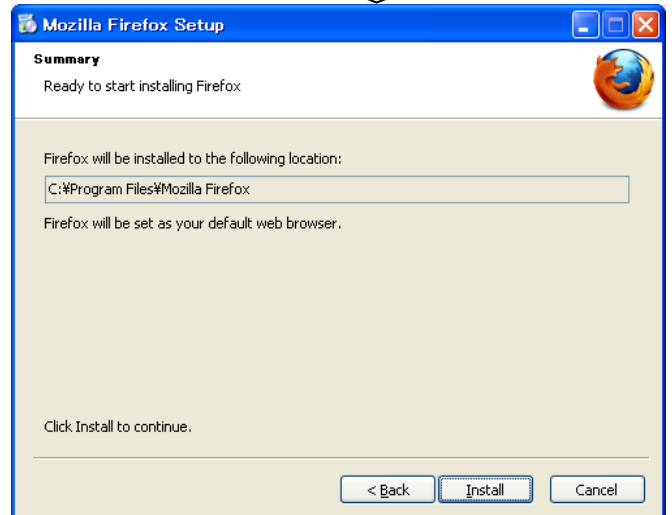 Mozilla Firefox Setup
Summary
Ready to start installing Firefox
Firefox will be installed to the following location:
C:¥Program Files¥Mozilla Firefox
Firefox will be set as your default web browser.
Click Install to continue.
< Back Install Cancel